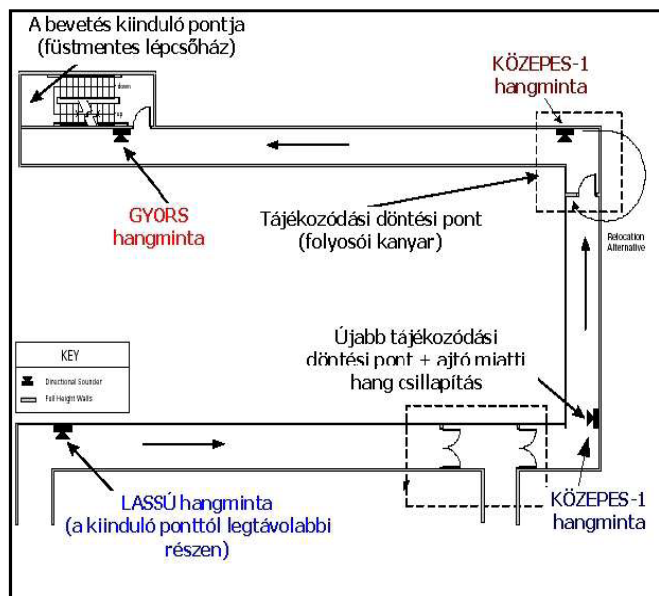 A bevetés kiinduló pontja
(füstmentes lépcsőház)
down
up
KÖZEPES-1
hangminta
GYORS
hangminta
Tájékozódási döntési pont
(folyosói kanyar)
Relocation
Alternative
Újabb tájékozódási
döntési pont + ajtó miatti
hang csillapítás
KEY
Directional Sounder
Full Height Walls
LASSÚ hangminta
(a kiinduló ponttól legtávolabbi
részen)
KÖZEPES-1
hangminta